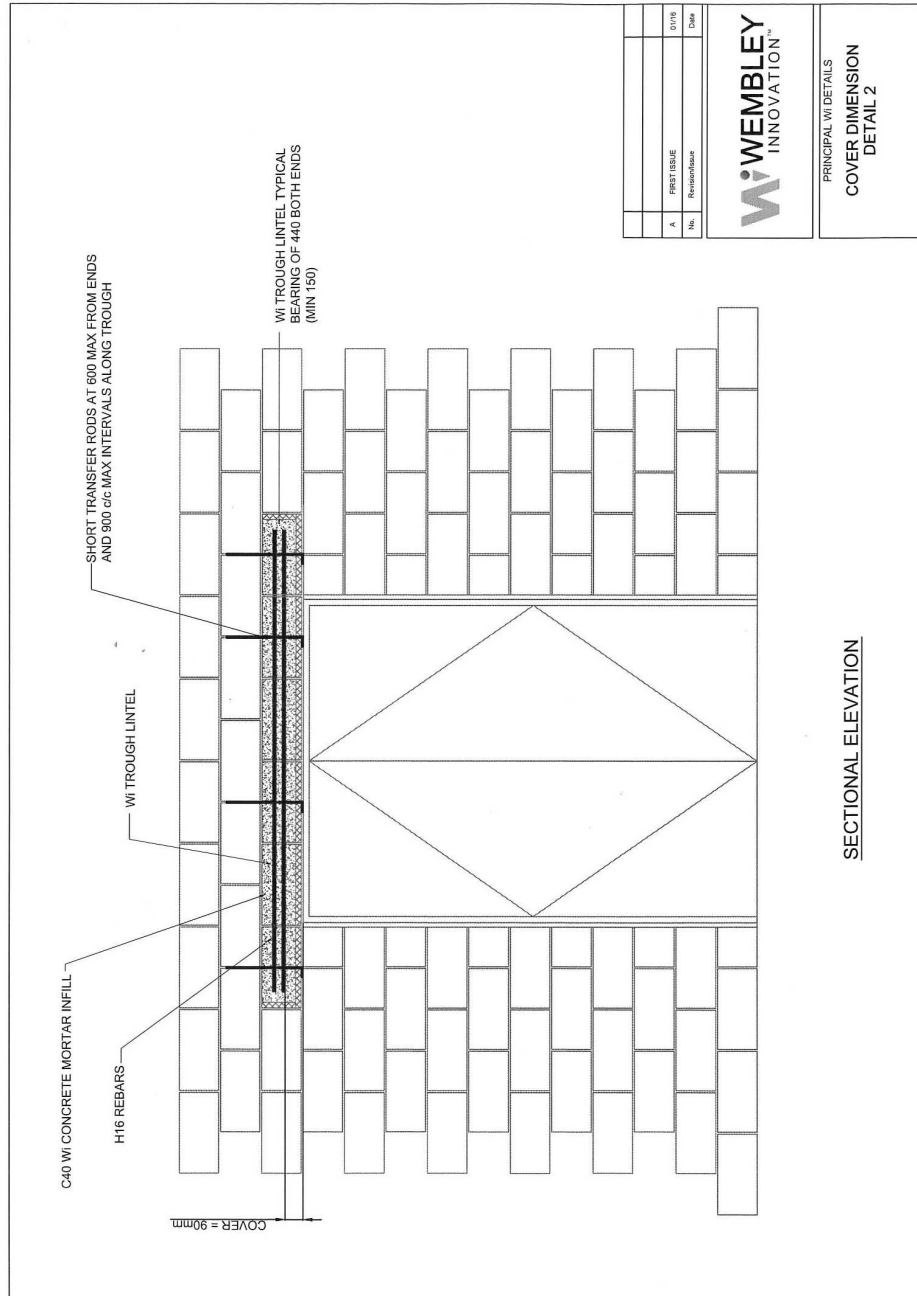 C40 Wi CONCRETE MORTAR INFILL
H16 REBARS
Wi TROUGH LINTEL
SHORT TRANSFER RODS AT 600 MAX FROM ENDS
AND 900 c/c MAX INTERVALS ALONG TROUGH
Wi TROUGH LINTEL TYPICAL
BEARING OF 440 BOTH ENDS
(MIN 150)
COVER = 90mm
SECTIONAL ELEVATION
A FIRST ISSUE 01/16
No. Revision/Issue Date
Wi WEMBLEY
INNOVATION™
PRINCIPAL Wi DETAILS
COVER DIMENSION
DETAIL 2